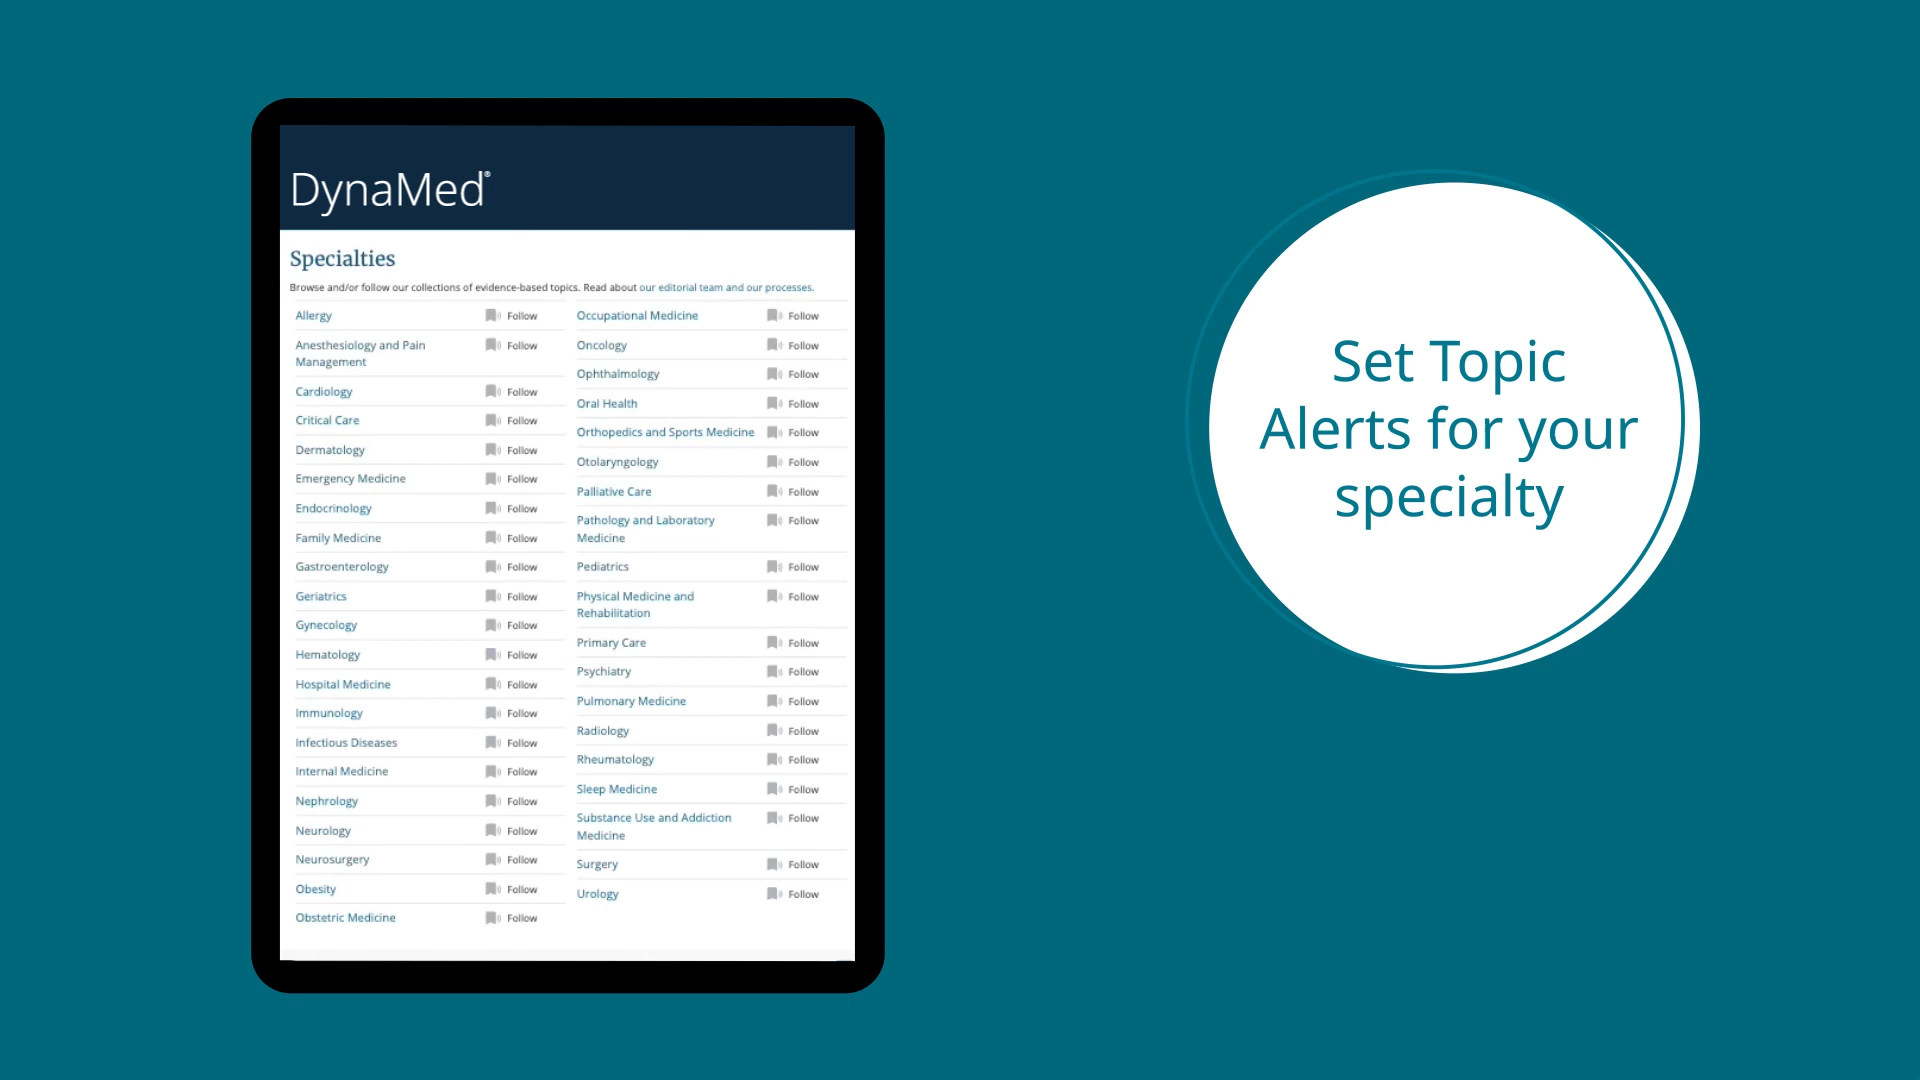 DynaMed®
Specialties
Browse and/or follow our collections of evidence-based topics. Read about our editorial team and our processes.
Allergy Follow
Anesthesiology and Pain
Management Follow
Cardiology Follow
Critical Care Follow
Dermatology Follow
Emergency Medicine Follow
Endocrinology Follow
Family Medicine Follow
Gastroenterology Follow
Geriatrics Follow
Gynecology Follow
Hematology Follow
Hospital Medicine Follow
Immunology Follow
Infectious Diseases Follow
Internal Medicine Follow
Nephrology Follow
Neurology Follow
Neurosurgery Follow
Obesity Follow
Obstetric Medicine Follow
Occupational Medicine Follow
Oncology Follow
Ophthalmology Follow
Oral Health Follow
Orthopedics and Sports Medicine Follow
Otolaryngology Follow
Palliative Care Follow
Pathology and Laboratory Follow
Medicine
Pediatrics Follow
Physical Medicine and Follow
Rehabilitation
Primary Care Follow
Psychiatry Follow
Pulmonary Medicine Follow
Radiology Follow
Rheumatology Follow
Sleep Medicine Follow
Substance Use and Addiction Follow
Medicine
Surgery Follow
Urology Follow
Set Topic
Alerts for your
specialty